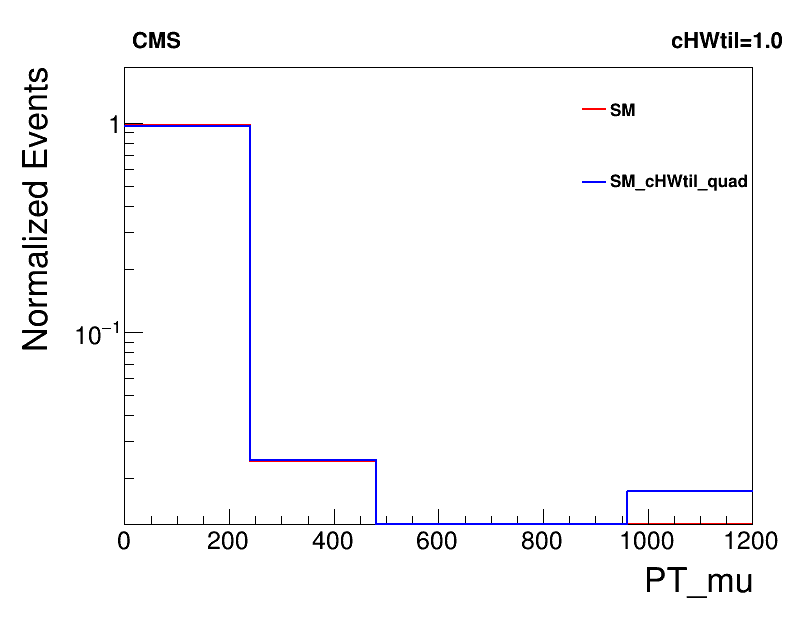 CMS
cHWtil=1.0
Normalized Events
1
10−1
SM
SM_cHWtil_quad
0 200 400 600 800 1000 1200
PT_mu